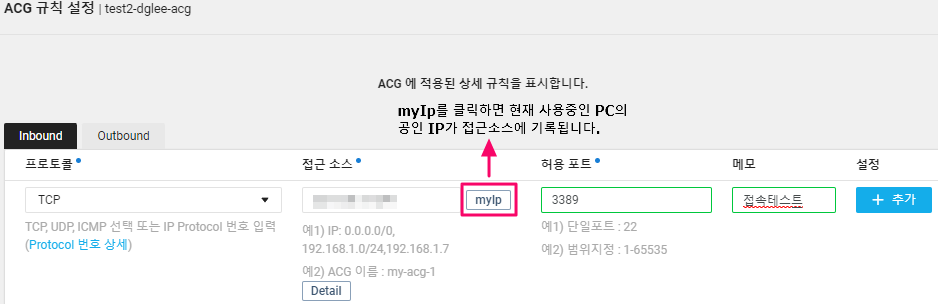 ACG 규칙 설정 | test2-dglee-acg
ACG 에 적용된 상세 규칙을 표시합니다.
myIp를 클릭하면 현재 사용중인 PC의
공인 IP가 접근소스에 기록됩니다.
Inbound Outbound
프로토콜 접근 소스 허용 포트 메모 설정
TCP myIp 3389 접속테스트 + 추가
TCP, UDP, ICMP 선택 또는 IP Protocol 번호 입력
(Protocol 번호 상세)
예1) IP: 0.0.0.0/0,
192.168.1.0/24,192.168.1.7
예2) ACG 이름 : my-acg-1
Detail
예1) 단일포트 : 22
예2) 범위지정 : 1-65535